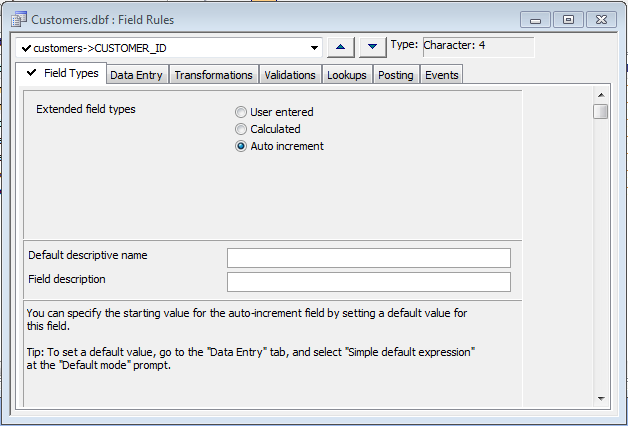 Customers.dbf : Field Rules
customers->CUSTOMER_ID
Type: Character: 4
Field Types Data Entry Transformations Validations Lookups Posting Events
Extended field types
User entered
Calculated
Auto increment
Default descriptive name
Field description
You can specify the starting value for the auto-increment field by setting a default value for
this field.
Tip: To set a default value, go to the "Data Entry" tab, and select "Simple default expression"
at the "Default mode" prompt.